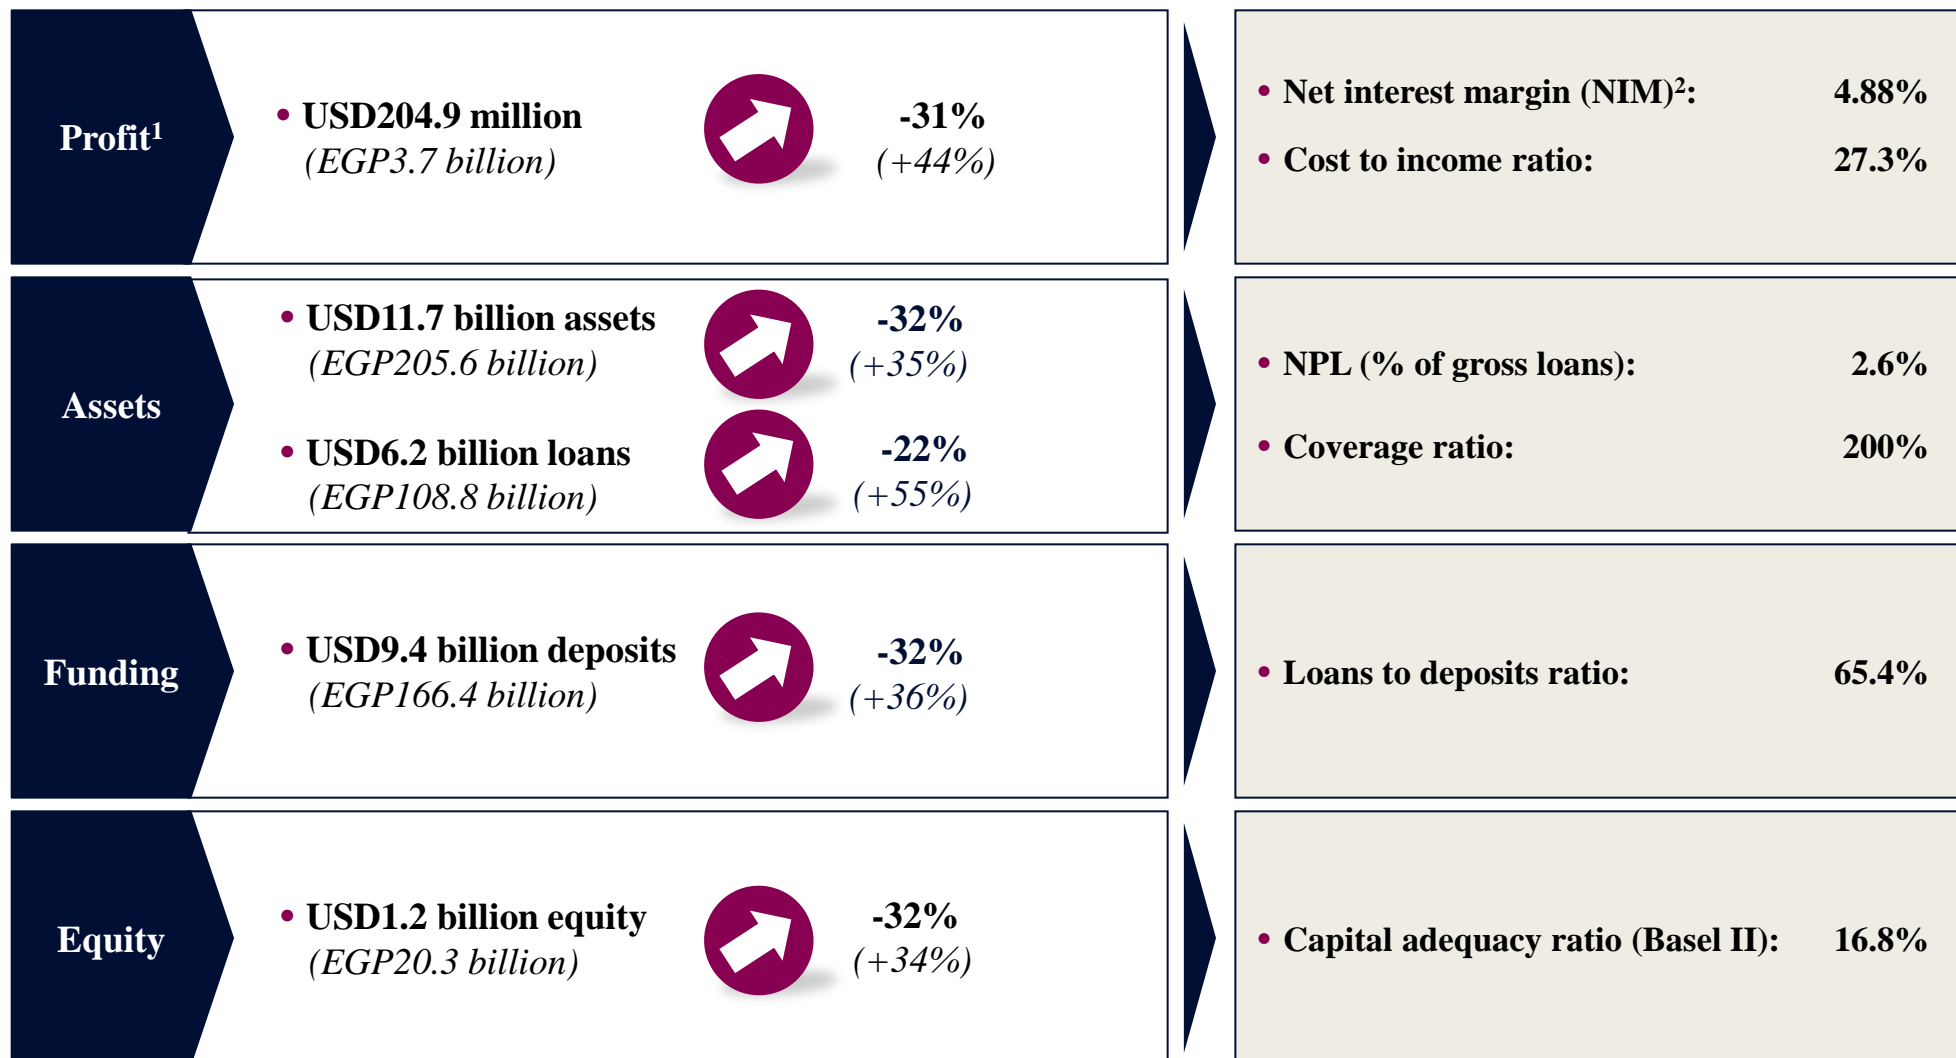 Profit¹
• USD204.9 million
(EGP3.7 billion)
-31%
(+44%)
• Net interest margin (NIM)²: 4.88%
• Cost to income ratio: 27.3%
Assets
• USD11.7 billion assets
(EGP205.6 billion)
-32%
(+35%)
• USD6.2 billion loans
(EGP108.8 billion)
-22%
(+55%)
• NPL (% of gross loans): 2.6%
• Coverage ratio: 200%
Funding
• USD9.4 billion deposits
(EGP166.4 billion)
-32%
(+36%)
• Loans to deposits ratio: 65.4%
Equity
• USD1.2 billion equity
(EGP20.3 billion)
-32%
(+34%)
• Capital adequacy ratio (Basel II): 16.8%